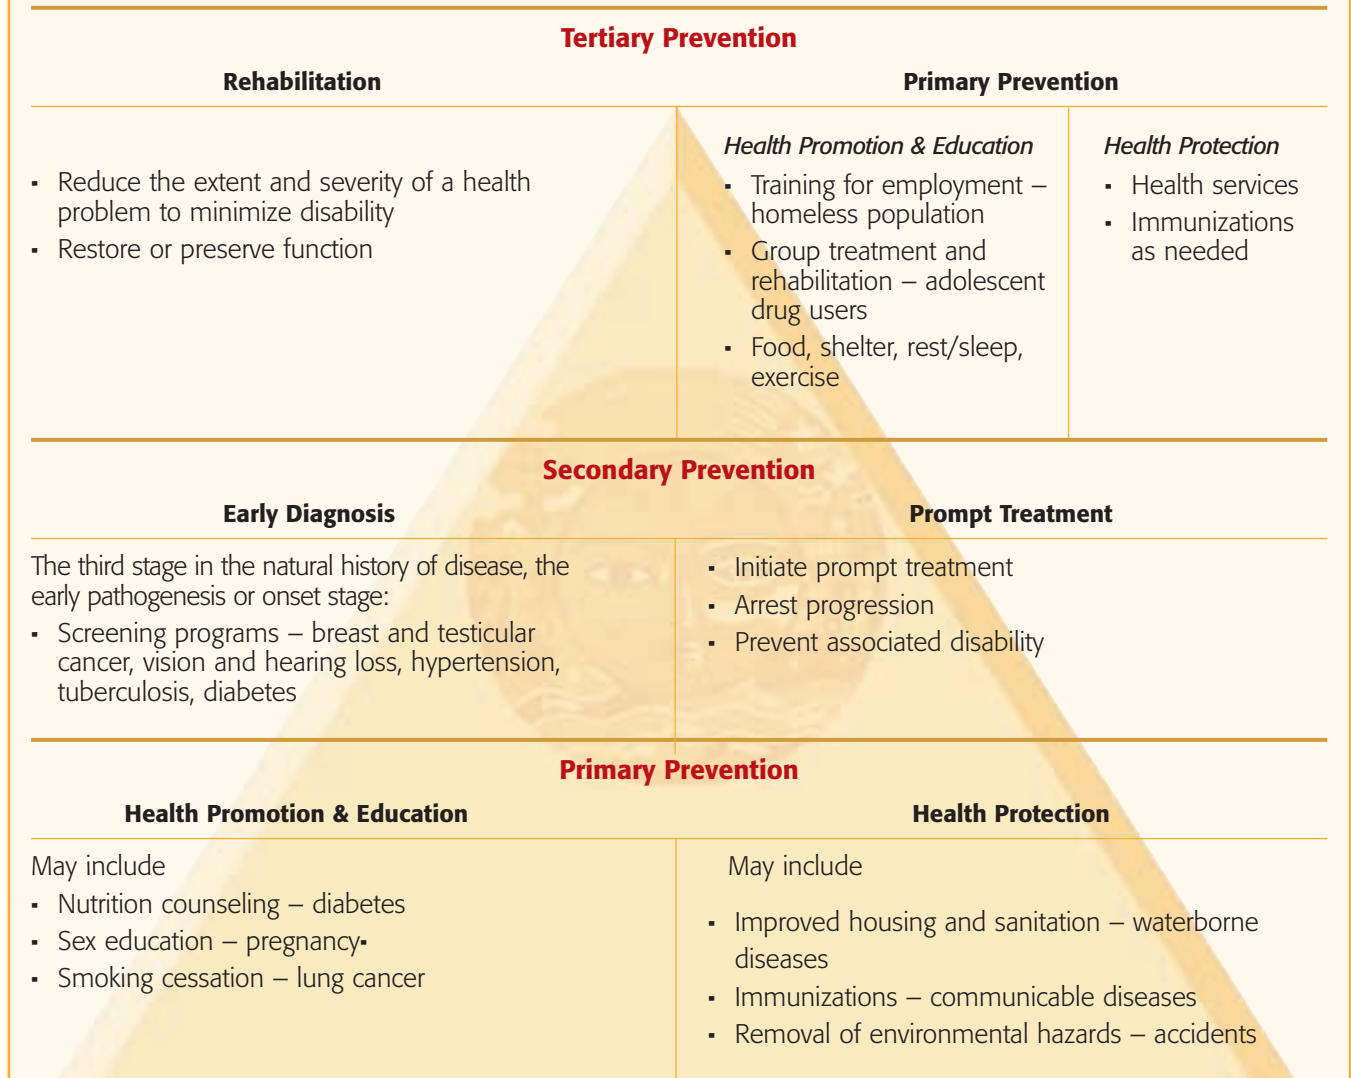 Tertiary Prevention
Rehabilitation
▪ Reduce the extent and severity of a health
problem to minimize disability
▪ Restore or preserve function
Primary Prevention
Health Promotion & Education
▪ Training for employment –
homeless population
▪ Group treatment and
rehabilitation – adolescent
drug users
▪ Food, shelter, rest/sleep,
exercise
Health Protection
▪ Health services
▪ Immunizations
as needed
Secondary Prevention
Early Diagnosis
The third stage in the natural history of disease, the
early pathogenesis or onset stage:
▪ Screening programs – breast and testicular
cancer, vision and hearing loss, hypertension,
tuberculosis, diabetes
Prompt Treatment
▪ Initiate prompt treatment
▪ Arrest progression
▪ Prevent associated disability
Primary Prevention
Health Promotion & Education
May include
▪ Nutrition counseling – diabetes
▪ Sex education – pregnancy▪
▪ Smoking cessation – lung cancer
Health Protection
May include
▪ Improved housing and sanitation – waterborne
diseases
▪ Immunizations – communicable diseases
▪ Removal of environmental hazards – accidents